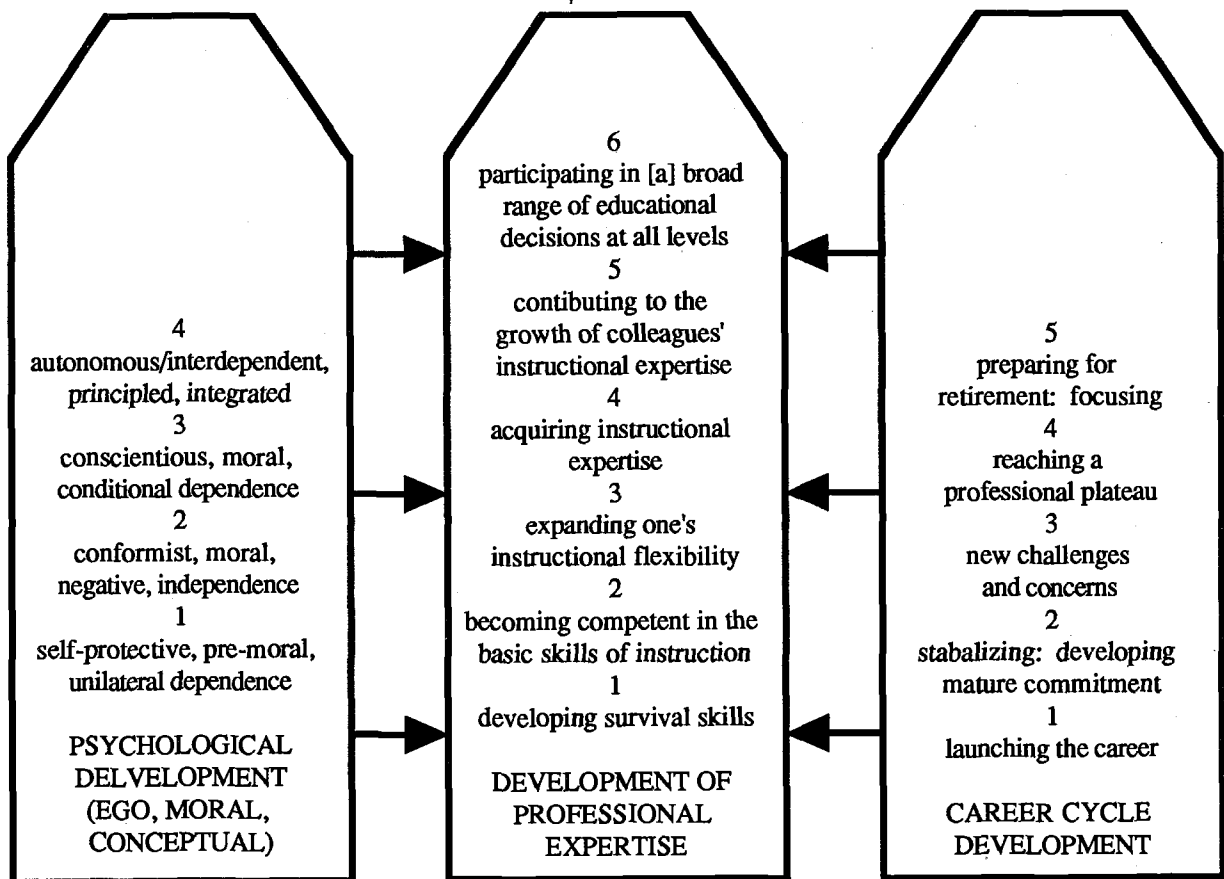 4
autonomous/interdependent,
principled, integrated
3
conscientious, moral,
conditional dependence
2
conformist, moral,
negative, independence
1
self-protective, pre-moral,
unilateral dependence
PSYCHOLOGICAL
DELVELOPMENT
(EGO, MORAL,
CONCEPTUAL)
6
participating in [a] broad
range of educational
decisions at all levels
5
contibuting to the
growth of colleagues'
instructional expertise
4
acquiring instructional
expertise
3
expanding one's
instructional flexibility
2
becoming competent in the
basic skills of instruction
1
developing survival skills
DEVELOPMENT OF
PROFESSIONAL
EXPERTISE
5
preparing for
retirement: focusing
4
reaching a
professional plateau
3
new challenges
and concerns
2
stabalizing: developing
mature commitment
1
launching the career
CAREER CYCLE
DEVELOPMENT